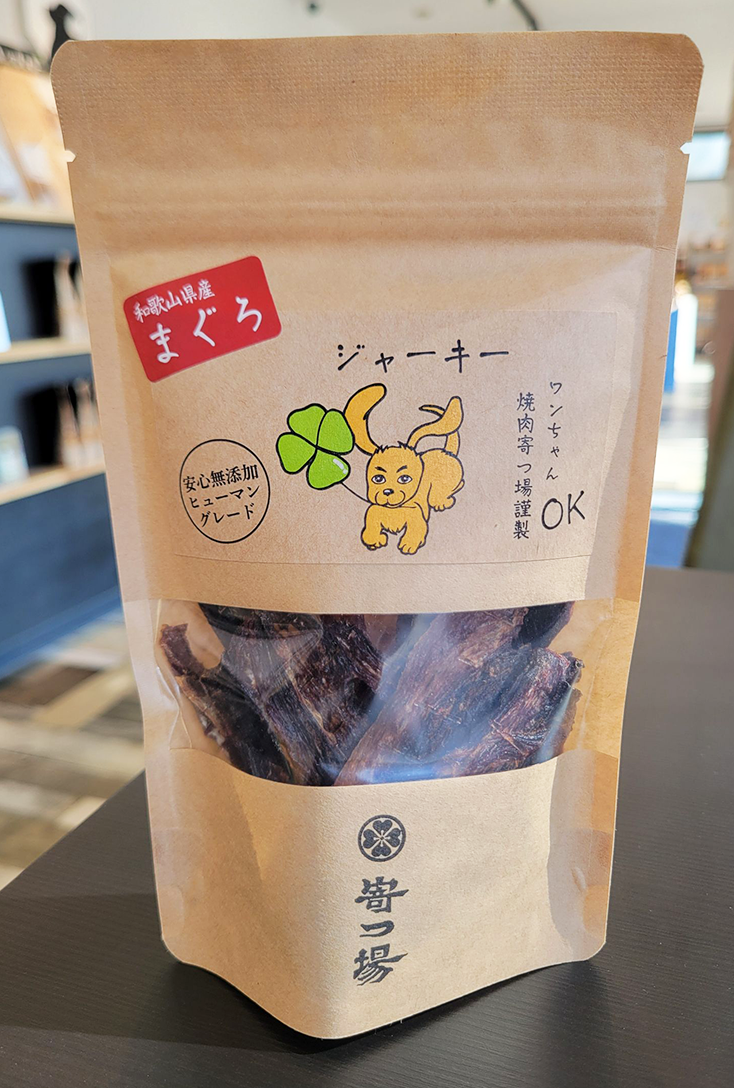 和歌山県産
まぐろ
ジャーキー
ワンちゃん
OK
焼肉寄つ場謹製
安心無添加
ヒューマン
グレード
寄つ場